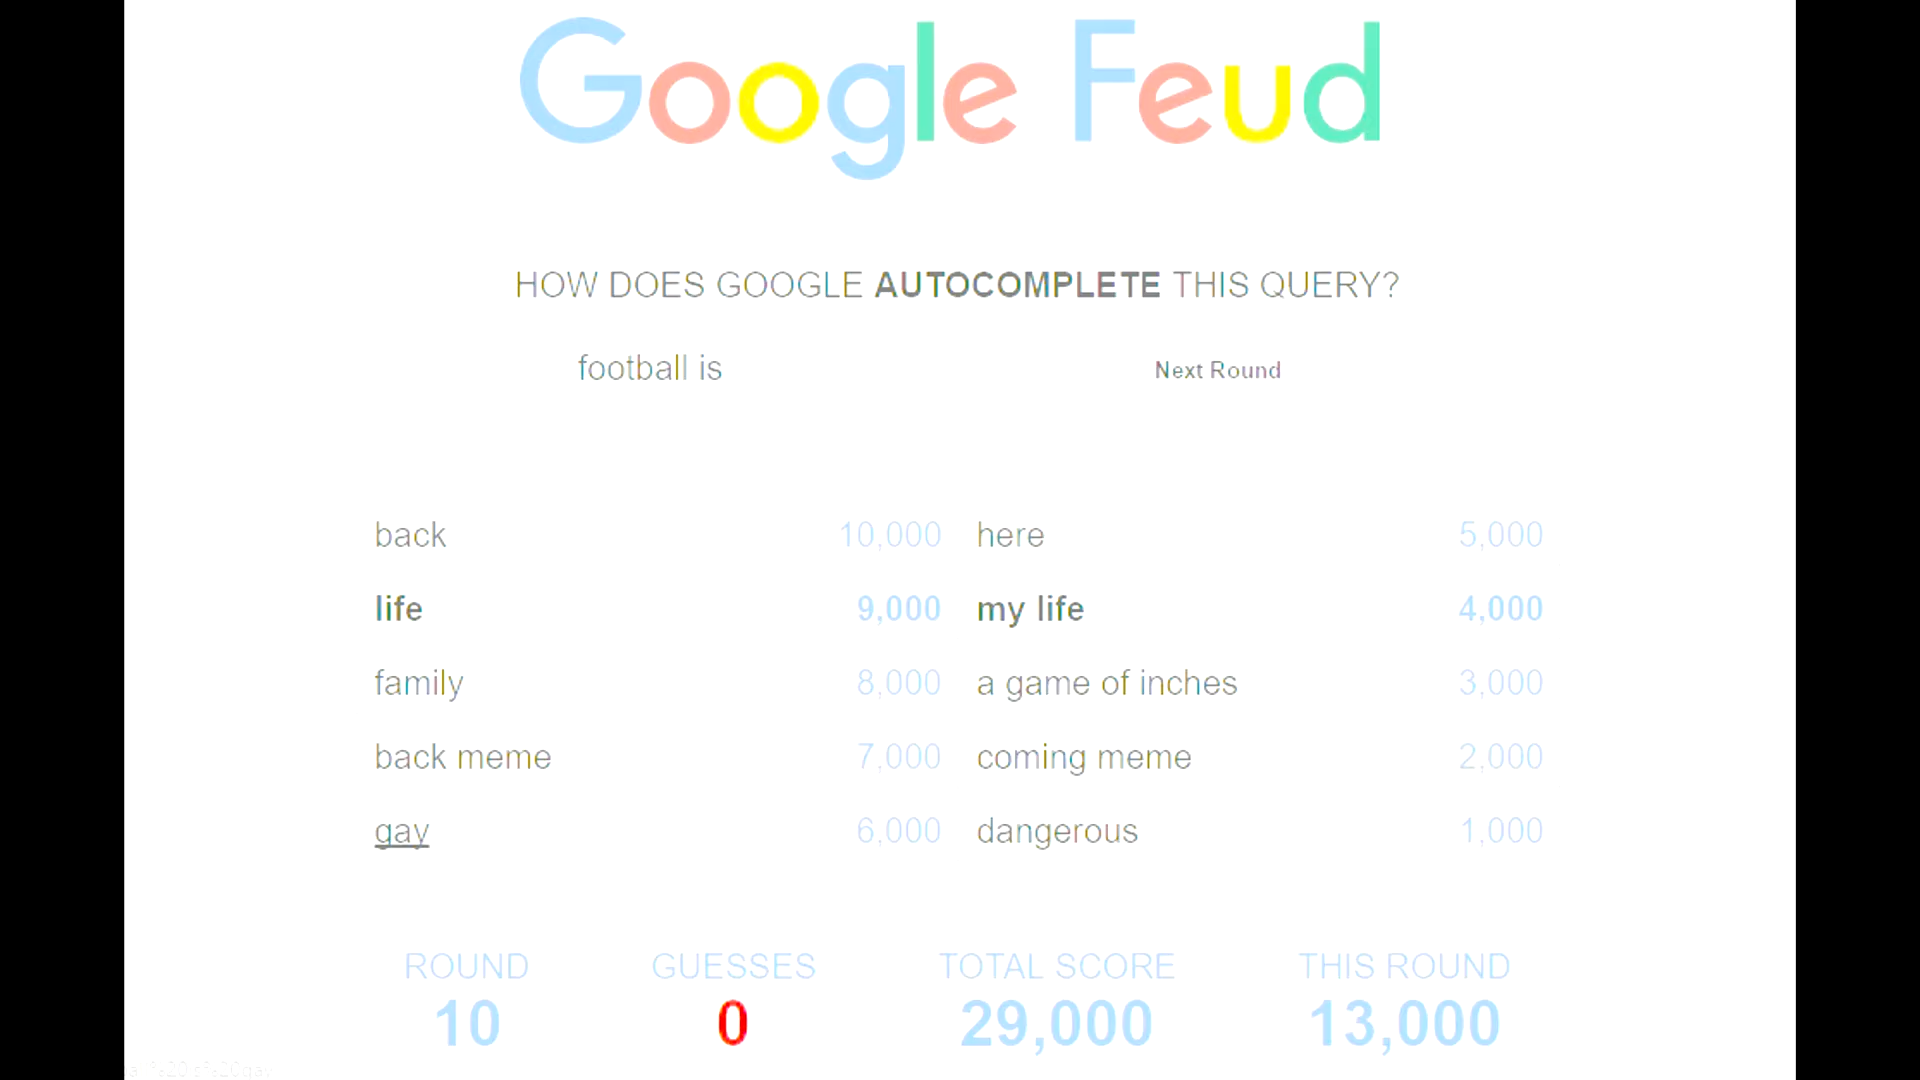 Google Feud
HOW DOES GOOGLE AUTOCOMPLETE THIS QUERY?
football is
Next Round
back 10,000 here 5,000
life 9,000 my life 4,000
family 8,000 a game of inches 3,000
back meme 7,000 coming meme 2,000
gay 6,000 dangerous 1,000
ROUND GUESSES TOTAL SCORE THIS ROUND
10 0 29,000 13,000